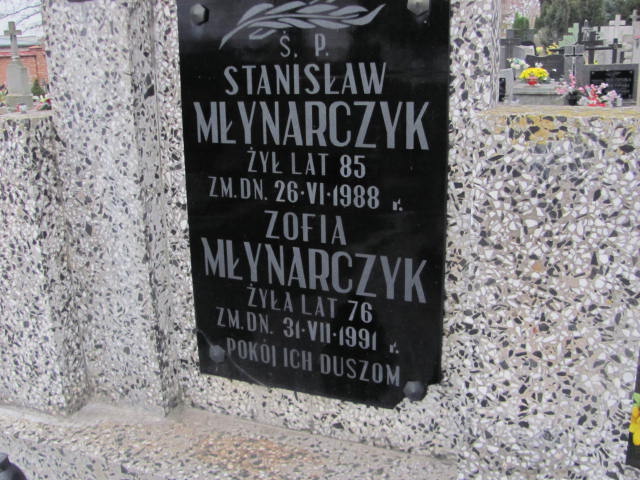 Ś. P.
STANISŁAW
MŁYNARCZYK
ŻYŁ LAT 85
ZM. DN. 26·VI·1988 r.
ZOFIA
MŁYNARCZYK
ŻYŁA LAT 76
ZM. DN. 31·VII·1991 r.
POKÓJ ICH DUSZOM